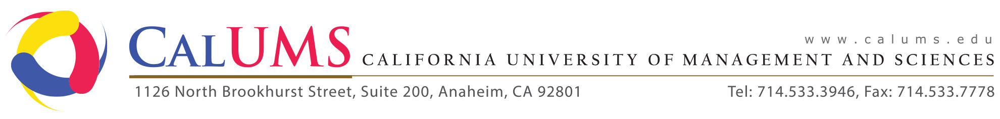 CALUMS
www.calums.edu
CALIFORNIA UNIVERSITY OF MANAGEMENT AND SCIENCES
1126 North Brookhurst Street, Suite 200, Anaheim, CA 92801
Tel: 714.533.3946, Fax: 714.533.7778